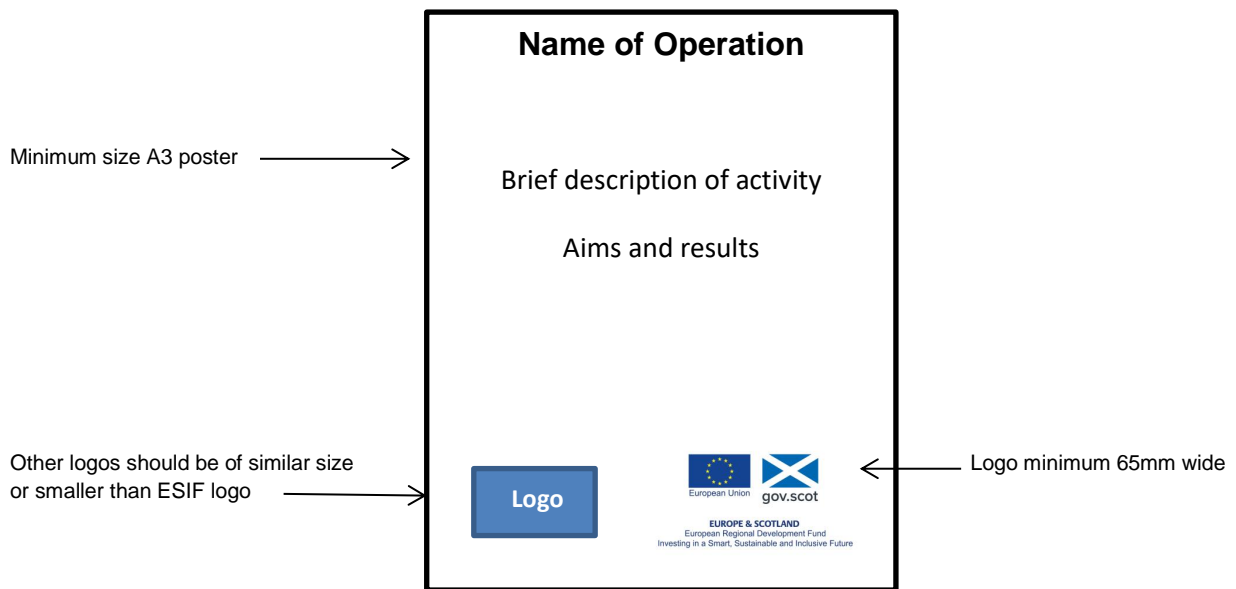 Name of Operation
Minimum size A3 poster
Brief description of activity
Aims and results
Other logos should be of similar size
or smaller than ESIF logo
Logo
European Union
gov.scot
Logo minimum 65mm wide
EUROPE & SCOTLAND
European Regional Development Fund
Investing in a Smart, Sustainable and Inclusive Future